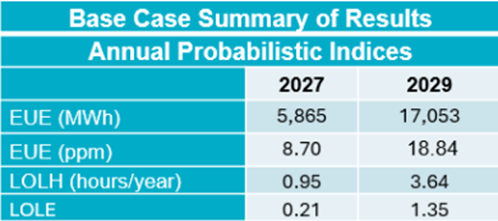 Base Case Summary of Results
Annual Probabilistic Indices
2027 2029
EUE (MWh) 5,865 17,053
EUE (ppm) 8.70 18.84
LOLH (hours/year) 0.95 3.64
LOLE 0.21 1.35